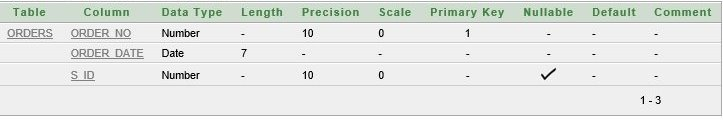 Table Column Data Type Length Precision Scale Primary Key Nullable Default Comment
ORDERS ORDER_NO Number - 10 0 1 - - -
ORDER_DATE Date 7 - - - - - -
S_ID Number - 10 0 - - -
1 - 3